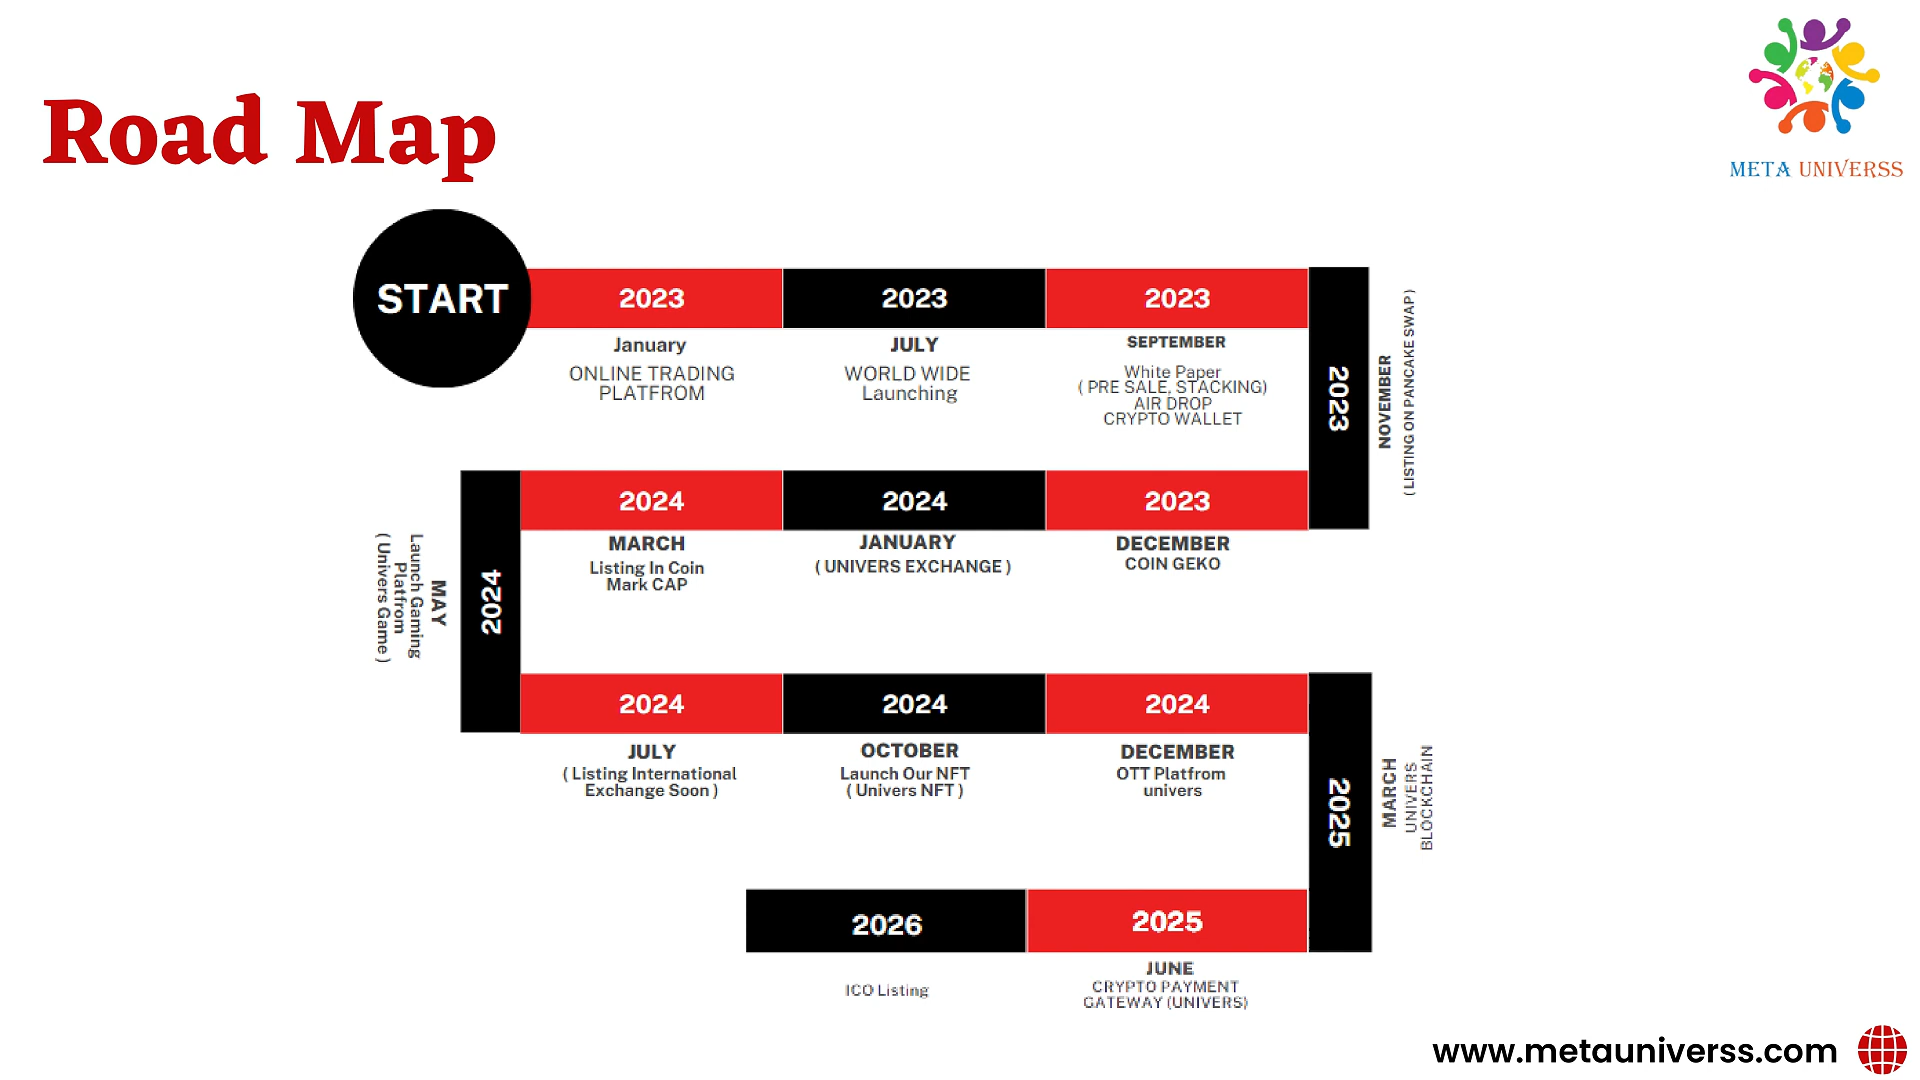 Road Map
META UNIVERSS
START
2023
January
ONLINE TRADING
PLATFROM
2023
JULY
WORLD WIDE
Launching
2023
SEPTEMBER
White Paper
( PRE SALE, STACKING)
AIR DROP
CRYPTO WALLET
2023
NOVEMBER
( LISTING ON PANCAKE SWAP)
2023
DECEMBER
COIN GEKO
2024
JANUARY
( UNIVERS EXCHANGE )
2024
MARCH
Listing In Coin
Mark CAP
2024
MAY
Launch Gaming
Platfrom
( Univers Game )
2024
JULY
( Listing International
Exchange Soon )
2024
OCTOBER
Launch Our NFT
( Univers NFT )
2024
DECEMBER
OTT Platfrom
univers
2025
MARCH
UNIVERS
BLOCKCHAIN
2025
JUNE
CRYPTO PAYMENT
GATEWAY (UNIVERS)
2026
ICO Listing
www.metauniverss.com